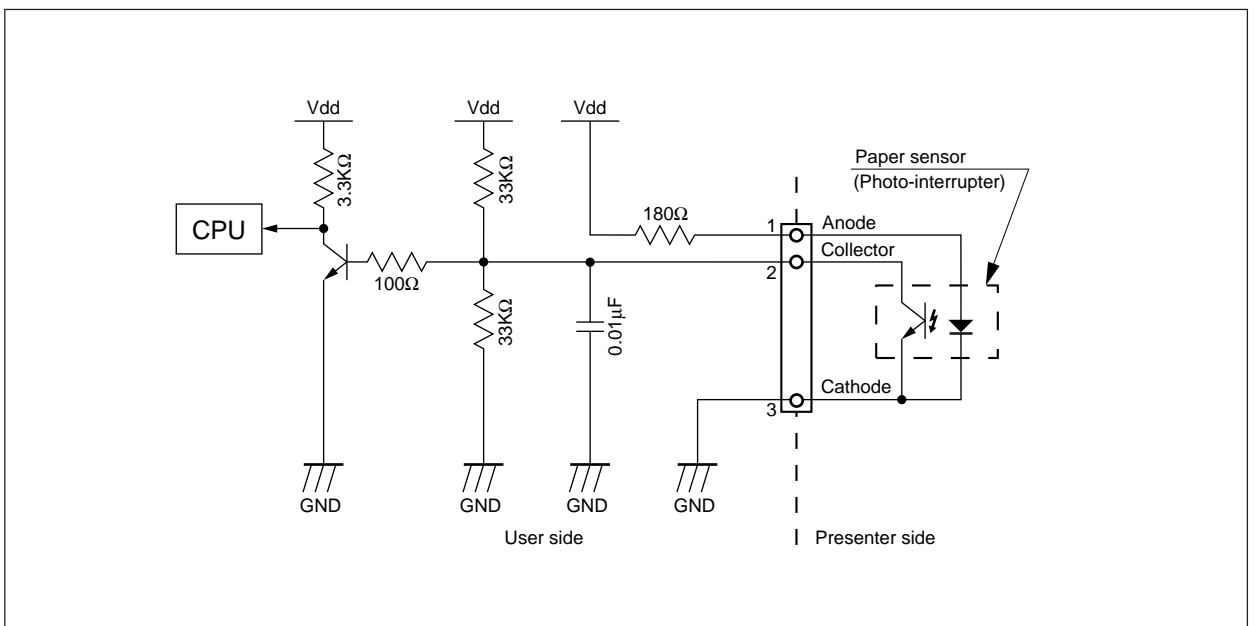 Vdd
Vdd
Vdd
3.3KΩ
33KΩ
Paper sensor
(Photo-interrupter)
180Ω
1
Anode
CPU
Collector
2
100Ω
33KΩ
0.01µF
Cathode
3
GND
GND
GND
GND
User side
Presenter side